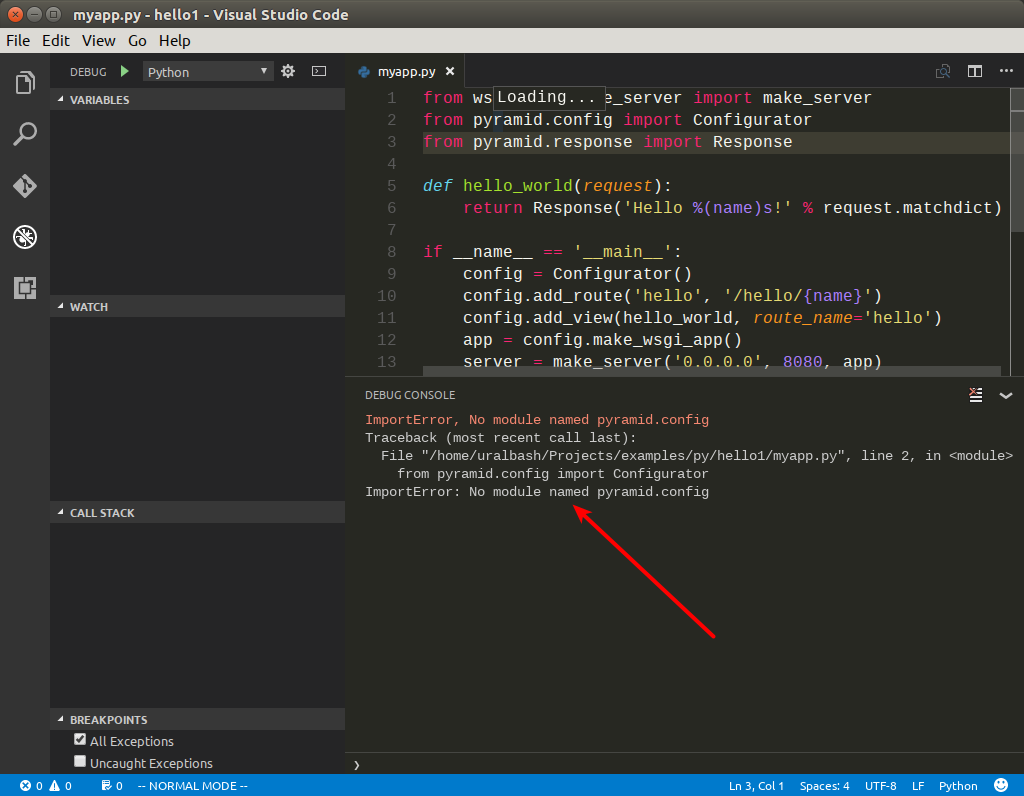 myapp.py - hello1 - Visual Studio Code
File Edit View Go Help
DEBUG Python
VARIABLES
WATCH
CALL STACK
BREAKPOINTS
All Exceptions
Uncaught Exceptions
myapp.py
1 from ws Loading... e_server import make_server
2 from pyramid.config import Configurator
3 from pyramid.response import Response
4
5 def hello_world(request):
6     return Response('Hello %(name)s!' % request.matchdict)
7
8 if __name__ == '__main__':
9     config = Configurator()
10     config.add_route('hello', '/hello/{name}')
11     config.add_view(hello_world, route_name='hello')
12     app = config.make_wsgi_app()
13     server = make_server('0.0.0.0', 8080, app)
DEBUG CONSOLE
ImportError, No module named pyramid.config
Traceback (most recent call last):
  File "/home/uralbash/Projects/examples/py/hello1/myapp.py", line 2, in <module>
    from pyramid.config import Configurator
ImportError: No module named pyramid.config
❯
0 0 0 -- NORMAL MODE -- Ln 3, Col 1 Spaces: 4 UTF-8 LF Python